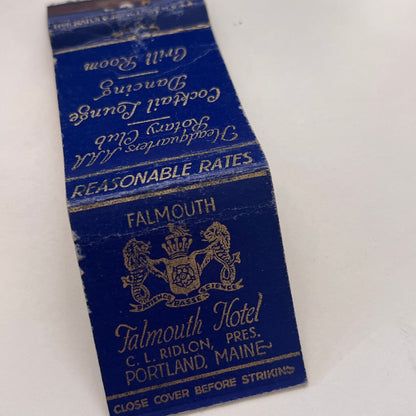 FALMOUTH
Falmouth Hotel
C. L. RIDLON, PRES.
PORTLAND, MAINE
CLOSE COVER BEFORE STRIKING
REASONABLE RATES
Headquarters AAA
Rotary Club
Cocktail Lounge
Dancing
Grill Room